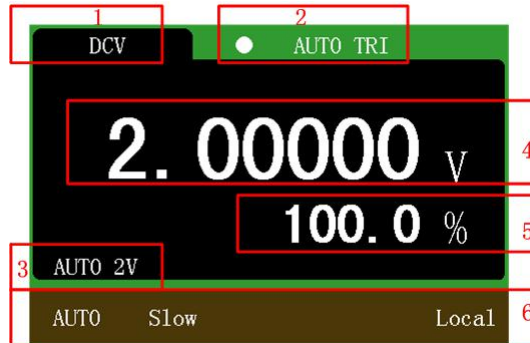 1 2
DCV AUTO TRI
2.00000 V 4
100.0 % 5
3 AUTO 2V
AUTO Slow Local 6